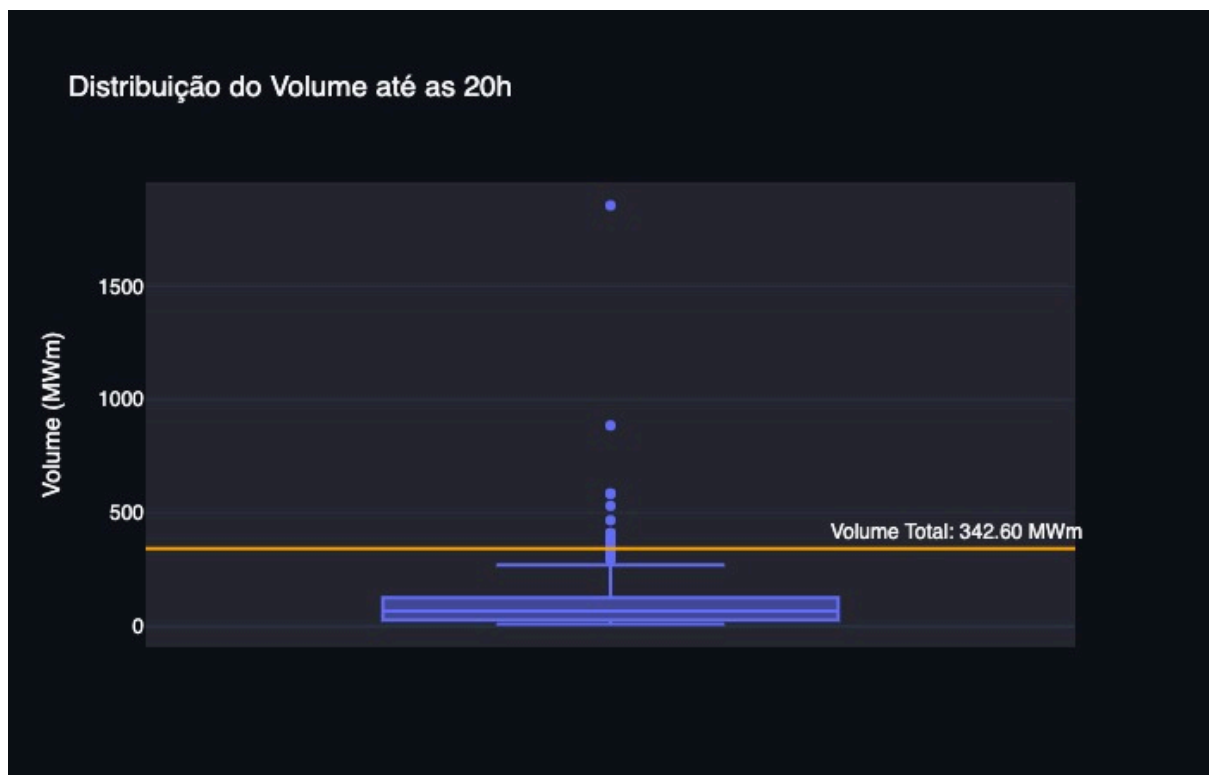 Distribuição do Volume até as 20h
1500
1000
500
0
Volume (MWm)
Volume Total: 342.60 MWm